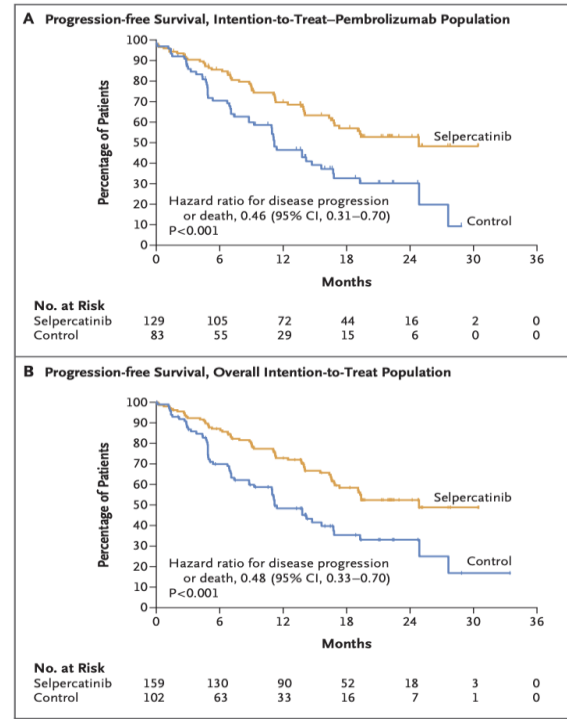 A Progression-free Survival, Intention-to-Treat–Pembrolizumab Population
100
90
80
70
60
50
40
30
20
10
0
Percentage of Patients
Selpercatinib
Control
Hazard ratio for disease progression
or death, 0.46 (95% CI, 0.31–0.70)
P<0.001
0 6 12 18 24 30 36
Months
No. at Risk
Selpercatinib 129 105 72 44 16 2 0
Control 83 55 29 15 6 0 0
B Progression-free Survival, Overall Intention-to-Treat Population
100
90
80
70
60
50
40
30
20
10
0
Percentage of Patients
Selpercatinib
Control
Hazard ratio for disease progression
or death, 0.48 (95% CI, 0.33–0.70)
P<0.001
0 6 12 18 24 30 36
Months
No. at Risk
Selpercatinib 159 130 90 52 18 3 0
Control 102 63 33 16 7 1 0